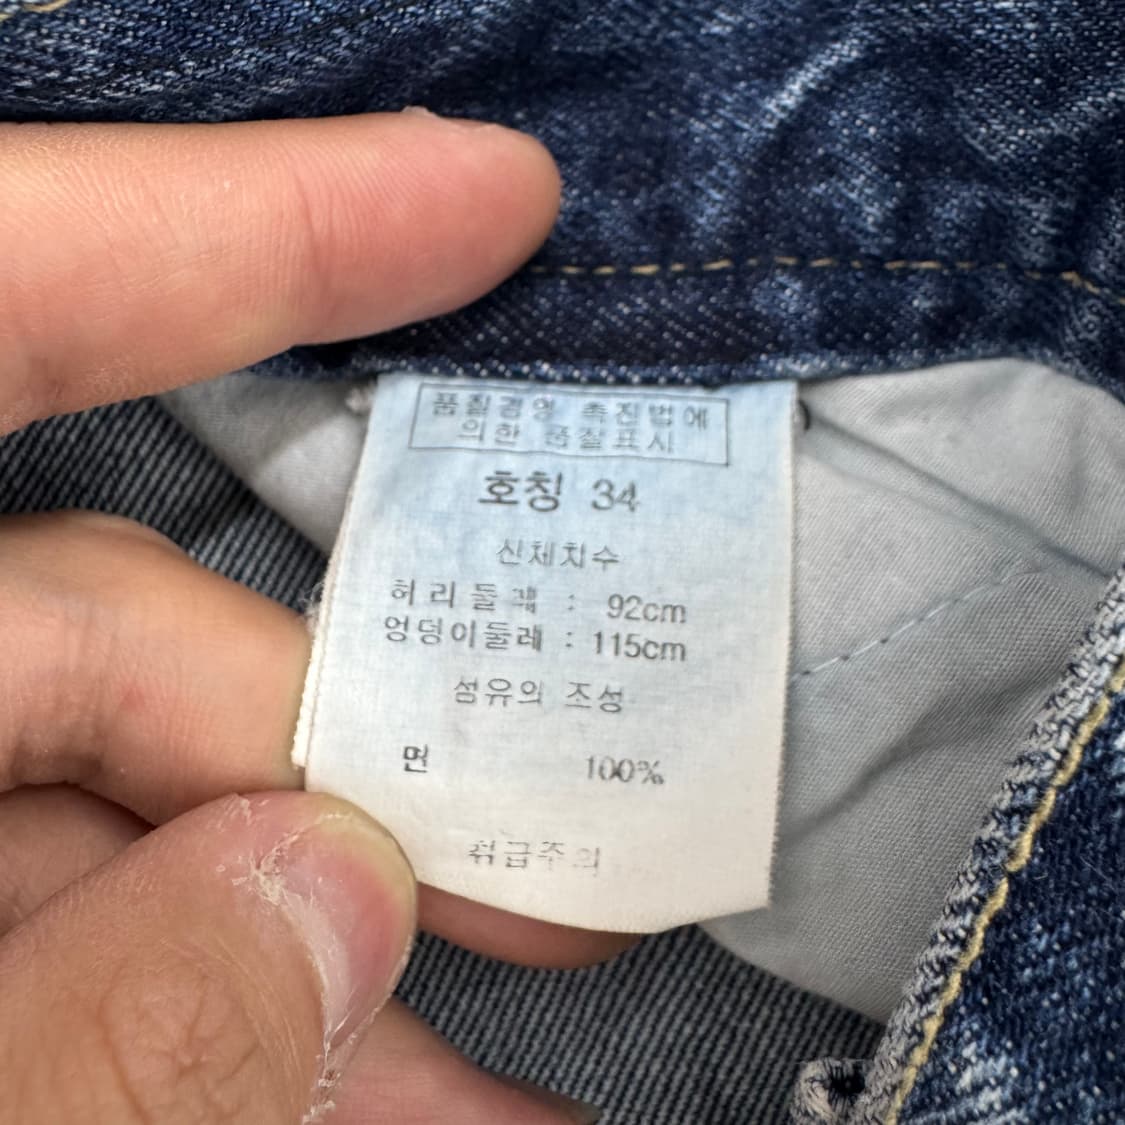 품질경영 촉진법에
의한 품질표시
호칭 34
신체치수
허리둘레 : 92cm
엉덩이둘레 : 115cm
섬유의 조성
면 100%
취급주의